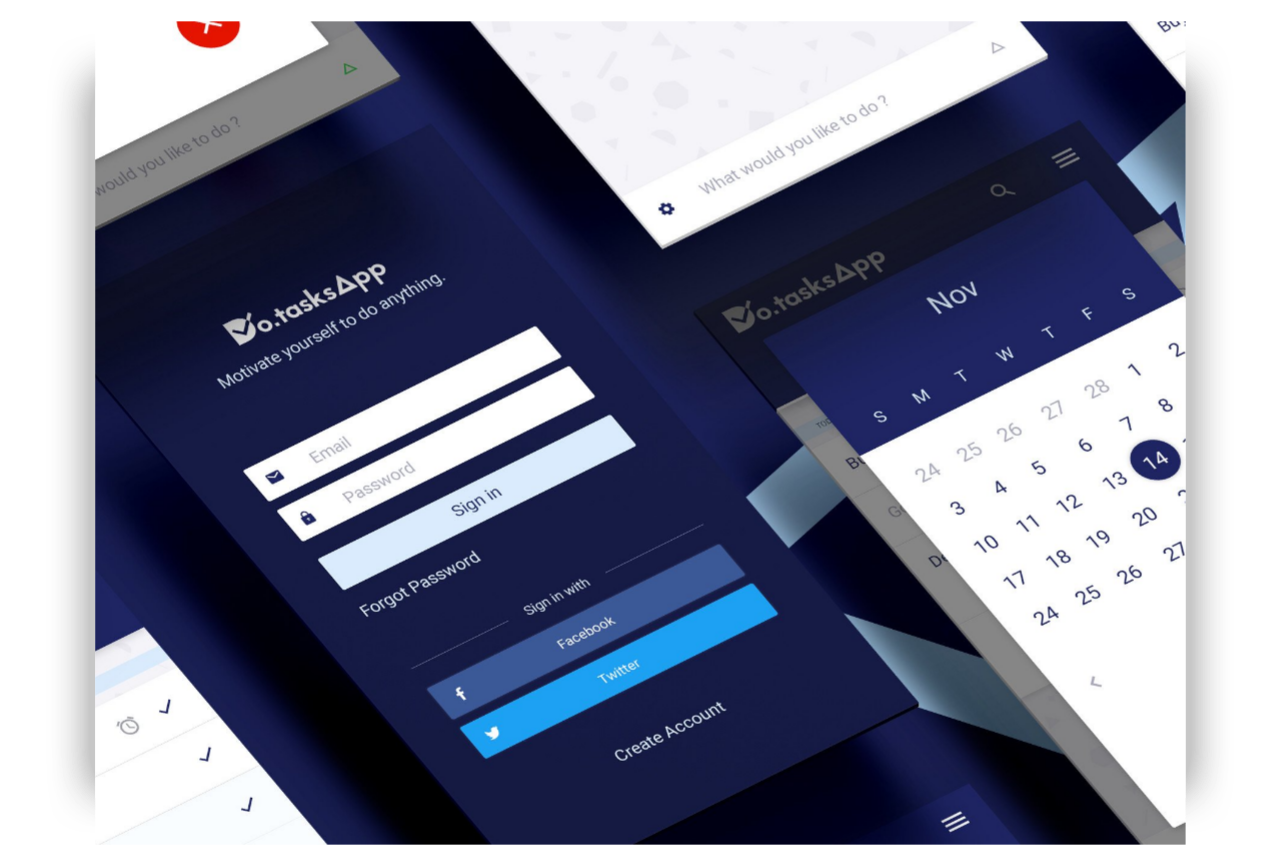 would you like to do ?
What would you like to do ?
Do.tasksApp
Motivate yourself to do anything.
Email
Password
Sign in
Forgot Password
Sign in with
Facebook
Twitter
Create Account
Do.tasksApp
Nov
S M T W T F S
24 25 26 27 28 1 2
3 4 5 6 7 8
10 11 12 13 14
17 18 19 20
24 25 26 27